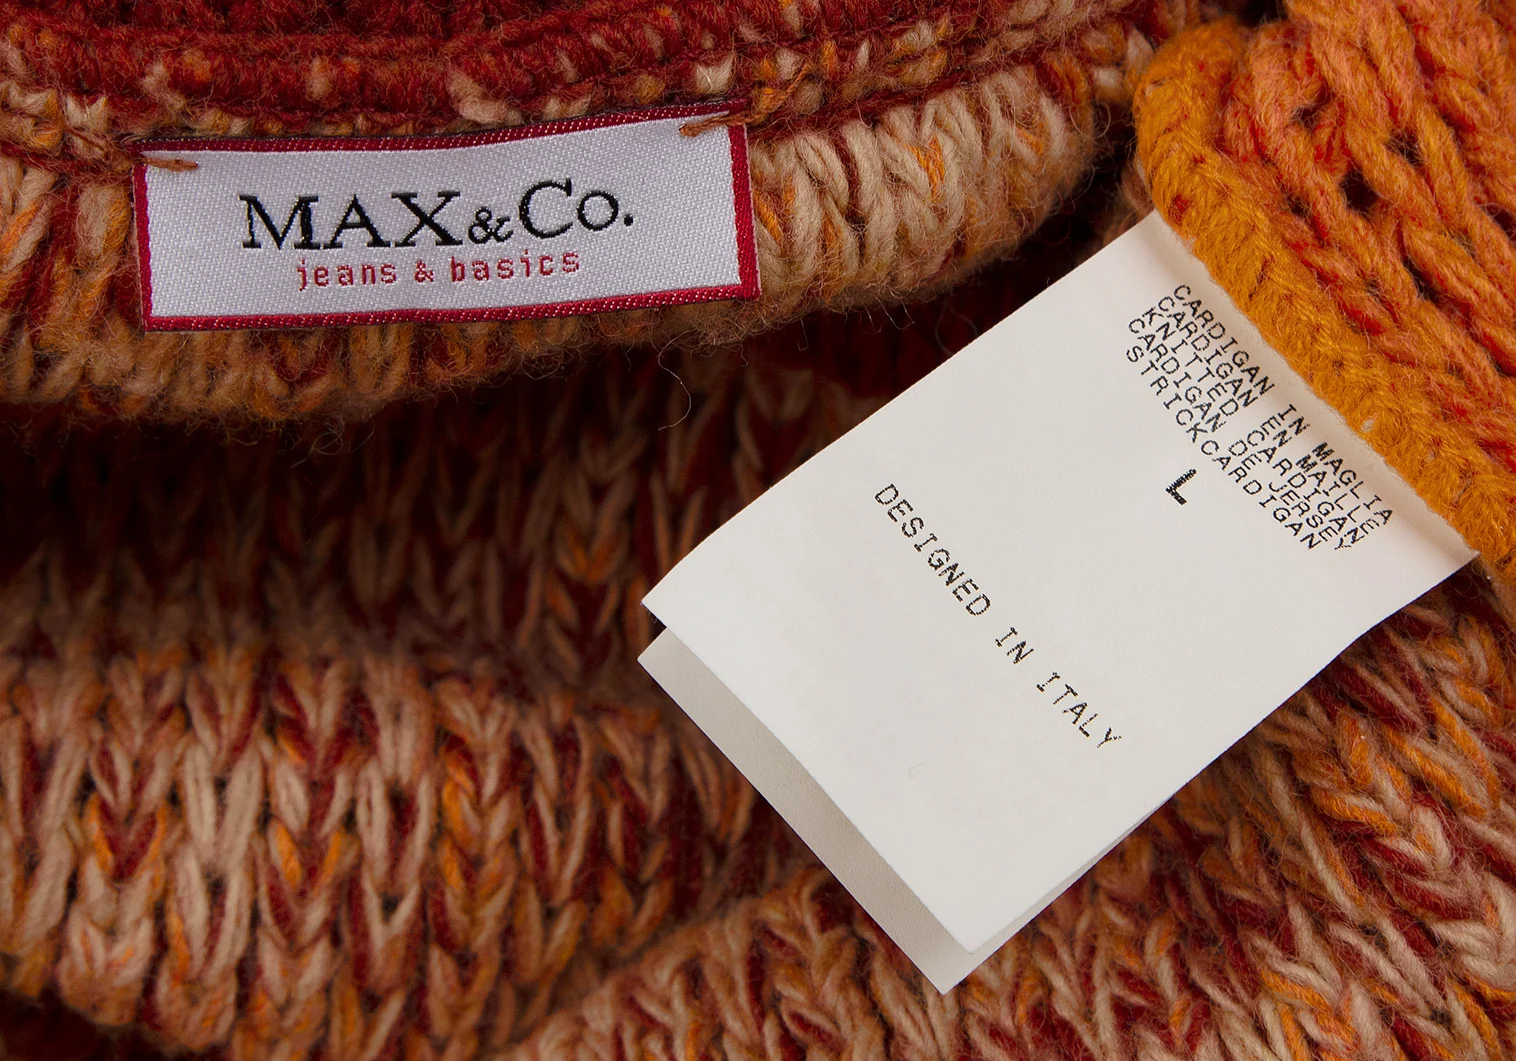 MAX&Co.
jeans & basics
CARDIGAN IN MAGLIA
CARDIGAN EN MAILLE
KNITTED CARDIGAN
CARDIGAN DE JERSEY
STRICKCARDIGAN
L
DESIGNED IN ITALY